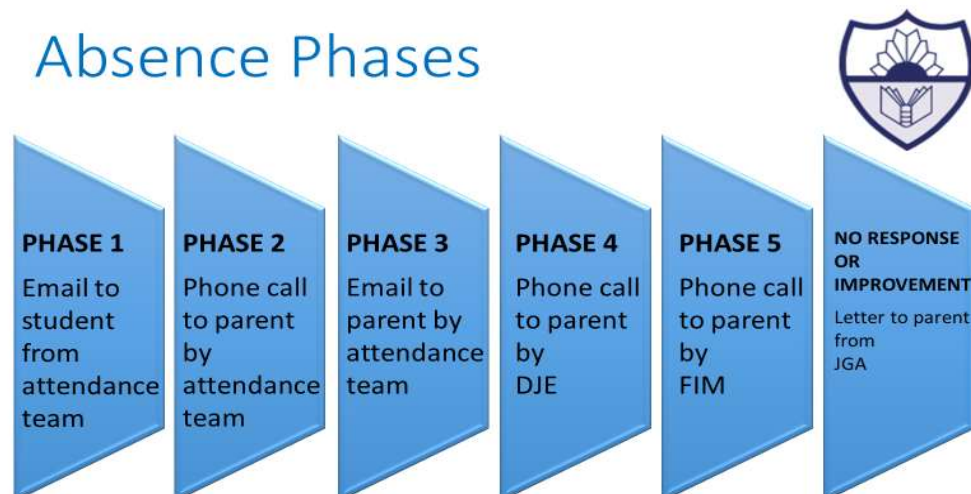 Absence Phases
PHASE 1
Email to
student
from
attendance
team
PHASE 2
Phone call
to parent
by
attendance
team
PHASE 3
Email to
parent by
attendance
team
PHASE 4
Phone call
to parent
by
DJE
PHASE 5
Phone call
to parent
by
FIM
NO RESPONSE
OR
IMPROVEMENT
Letter to parent
from
JGA